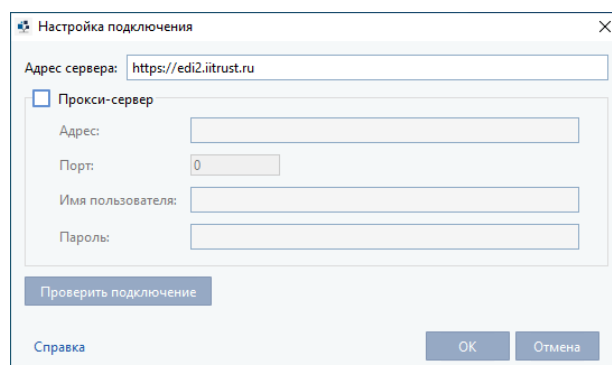 Настройка подключения
Адрес сервера: https://edi2.iitrust.ru
Прокси-сервер
Адрес:
Порт: 0
Имя пользователя:
Пароль:
Проверить подключение
Справка ОК Отмена